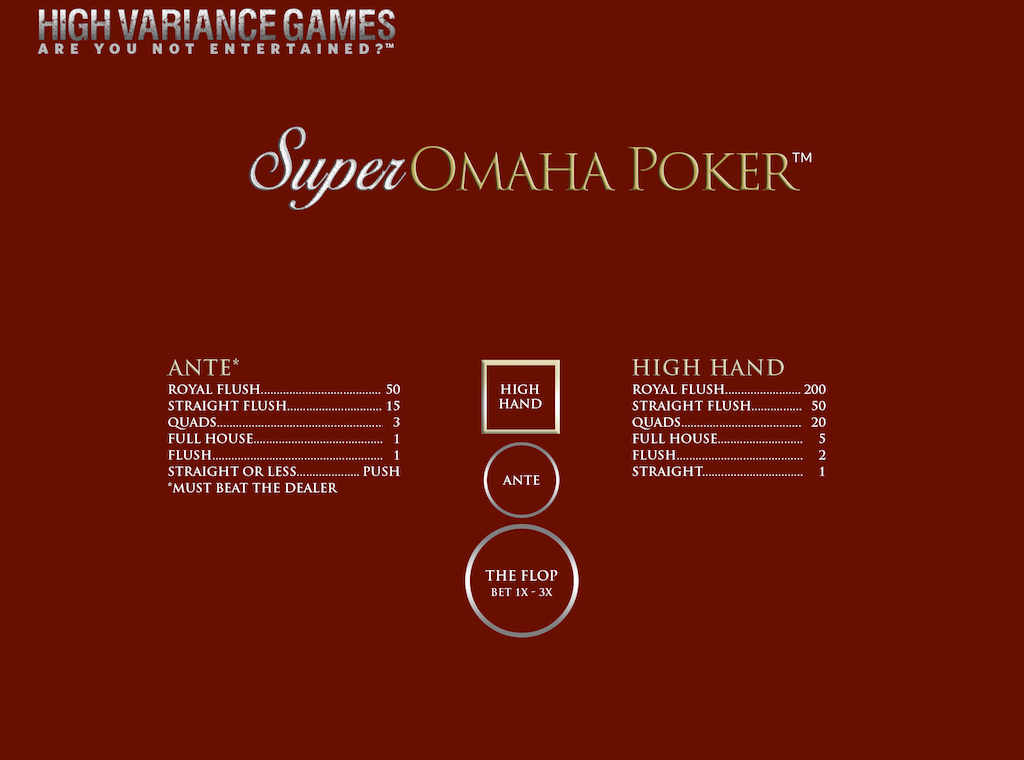 HIGH VARIANCE GAMES
ARE YOU NOT ENTERTAINED?™
Super OMAHA POKER™
ANTE*
ROYAL FLUSH..................................... 50
STRAIGHT FLUSH............................. 15
QUADS................................................... 3
FULL HOUSE........................................ 1
FLUSH..................................................... 1
STRAIGHT OR LESS.................... PUSH
*MUST BEAT THE DEALER
HIGH
HAND
ANTE
THE FLOP
BET 1X - 3X
HIGH HAND
ROYAL FLUSH........................ 200
STRAIGHT FLUSH................ 50
QUADS..................................... 20
FULL HOUSE.......................... 5
FLUSH....................................... 2
STRAIGHT............................... 1